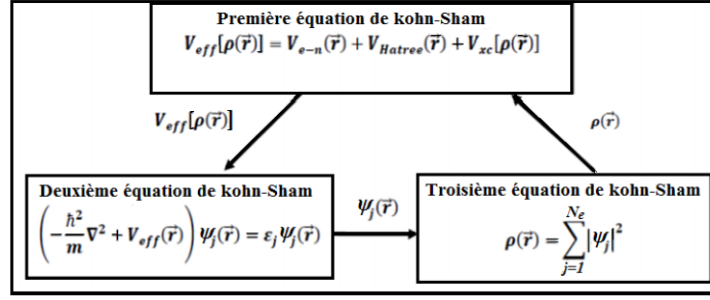 Première équation de kohn-Sham
V_eff[ρ(r⃗)] = V_e−n(r⃗) + V_Hatree(r⃗) + V_xc[ρ(r⃗)]
V_eff[ρ(r⃗)]
ρ(r⃗)
Deuxième équation de kohn-Sham
(−ℏ²/m ∇² + V_eff(r⃗)) ψ_j(r⃗) = ε_j ψ_j(r⃗)
ψ_j(r⃗)
Troisième équation de kohn-Sham
ρ(r⃗) = ∑_{j=1}^{N_e} |ψ_j|²